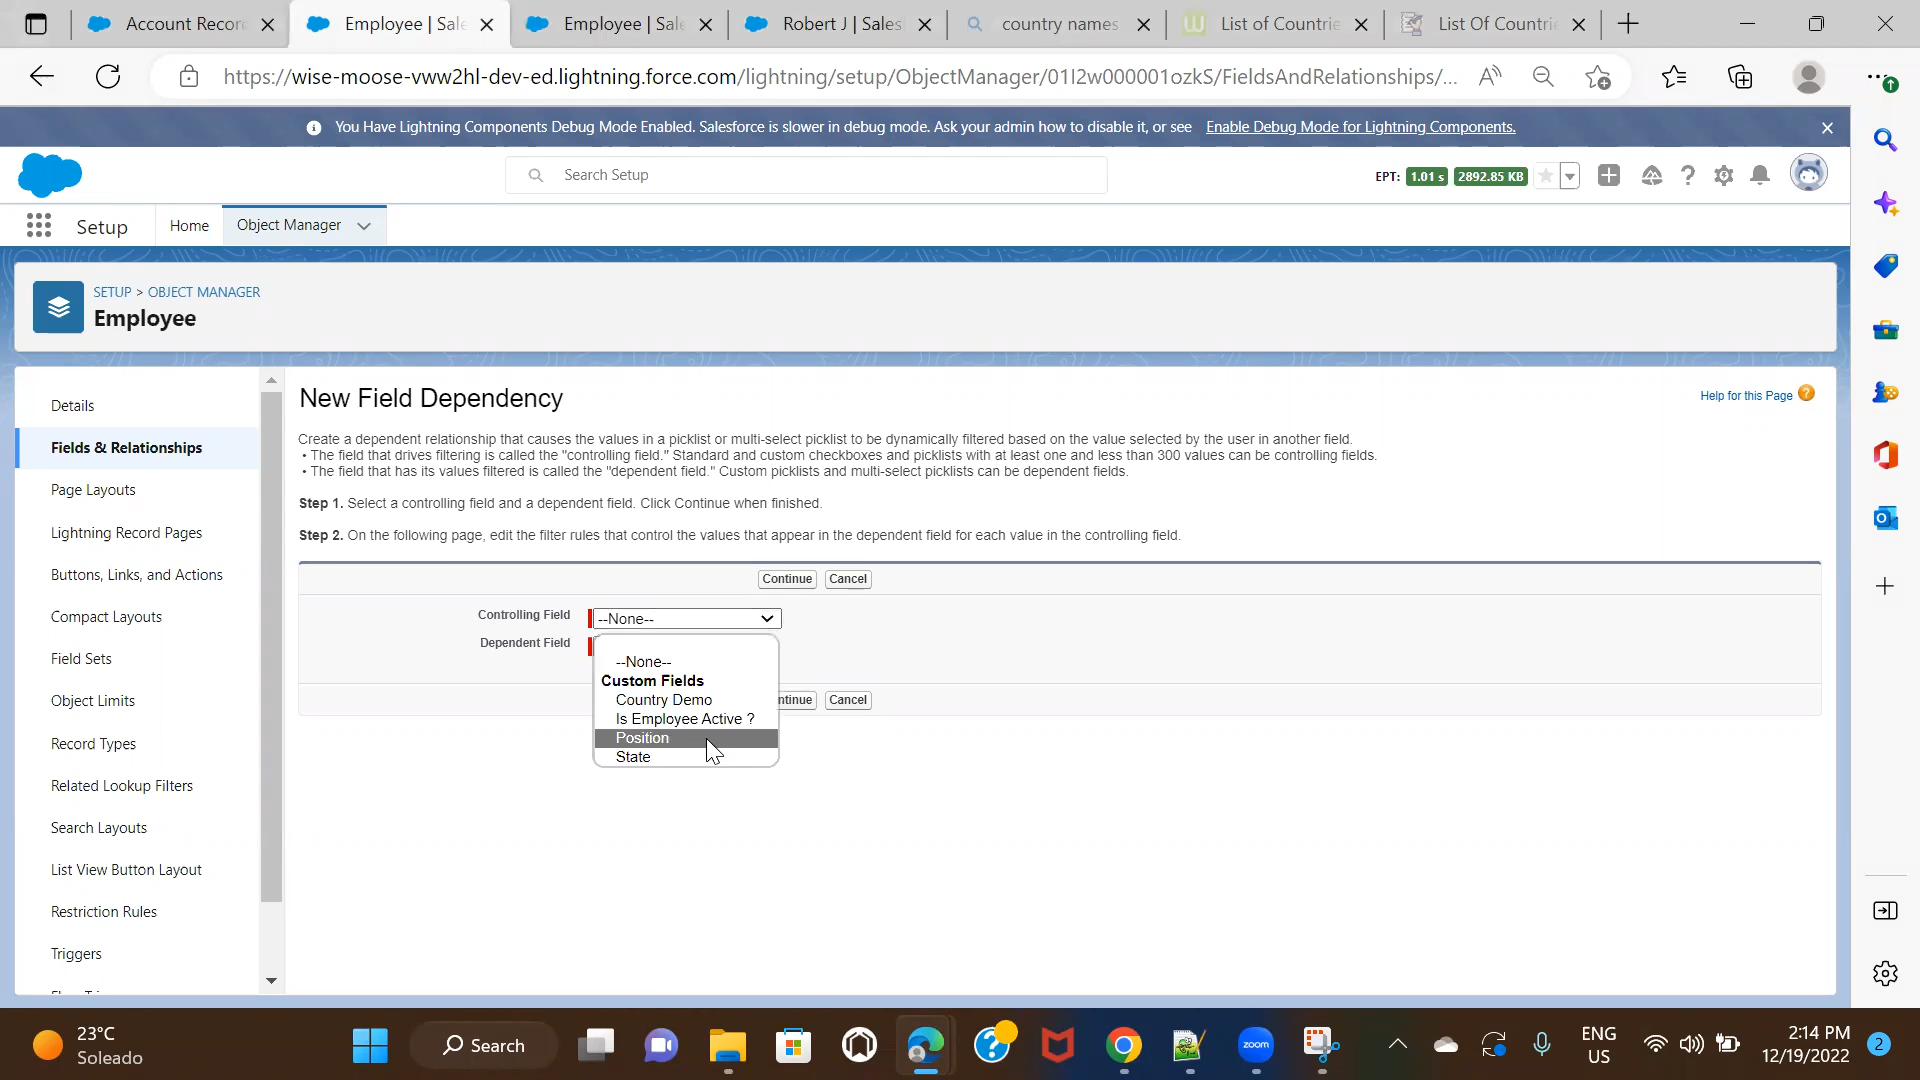 Account Recor
Employee | Sale
Employee | Sale
Robert J | Sales
country names
List of Countrie
List Of Countrie
https://wise-moose-vww2hl-dev-ed.lightning.force.com/lightning/setup/ObjectManager/01I2w000001ozkS/FieldsAndRelationships/...
You Have Lightning Components Debug Mode Enabled. Salesforce is slower in debug mode. Ask your admin how to disable it, or see Enable Debug Mode for Lightning Components.
Search Setup
EPT: 1.01 s 2892.85 KB
Setup
Home
Object Manager
SETUP > OBJECT MANAGER
Employee
Details
Fields & Relationships
Page Layouts
Lightning Record Pages
Buttons, Links, and Actions
Compact Layouts
Field Sets
Object Limits
Record Types
Related Lookup Filters
Search Layouts
List View Button Layout
Restriction Rules
Triggers
New Field Dependency
Help for this Page
Create a dependent relationship that causes the values in a picklist or multi-select picklist to be dynamically filtered based on the value selected by the user in another field.
• The field that drives filtering is called the "controlling field." Standard and custom checkboxes and picklists with at least one and less than 300 values can be controlling fields.
• The field that has its values filtered is called the "dependent field." Custom picklists and multi-select picklists can be dependent fields.
Step 1. Select a controlling field and a dependent field. Click Continue when finished.
Step 2. On the following page, edit the filter rules that control the values that appear in the dependent field for each value in the controlling field.
Continue
Cancel
Controlling Field
--None--
Dependent Field
--None--
Custom Fields
Country Demo
Is Employee Active ?
Position
State
ntinue
Cancel
23°C
Soleado
Search
zoom
ENG
US
2:14 PM
12/19/2022
2